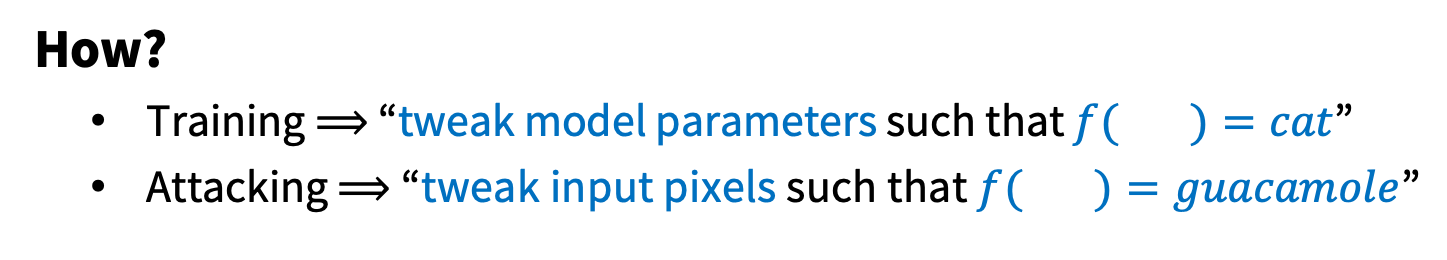 How?
• Training ⟹ “tweak model parameters such that f( ) = cat”
• Attacking ⟹ “tweak input pixels such that f( ) = guacamole”